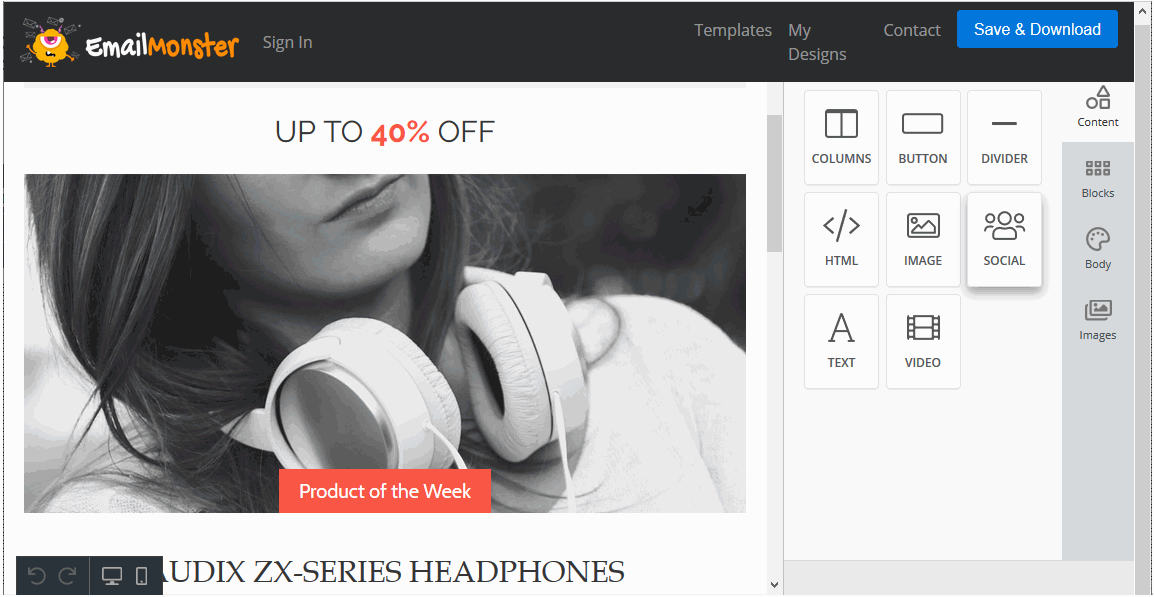 EmailMonster
Sign In
Templates
My
Designs
Contact
Save & Download
UP TO 40% OFF
Product of the Week
AUDIX ZX-SERIES HEADPHONES
COLUMNS
BUTTON
DIVIDER
HTML
IMAGE
SOCIAL
TEXT
VIDEO
Content
Blocks
Body
Images